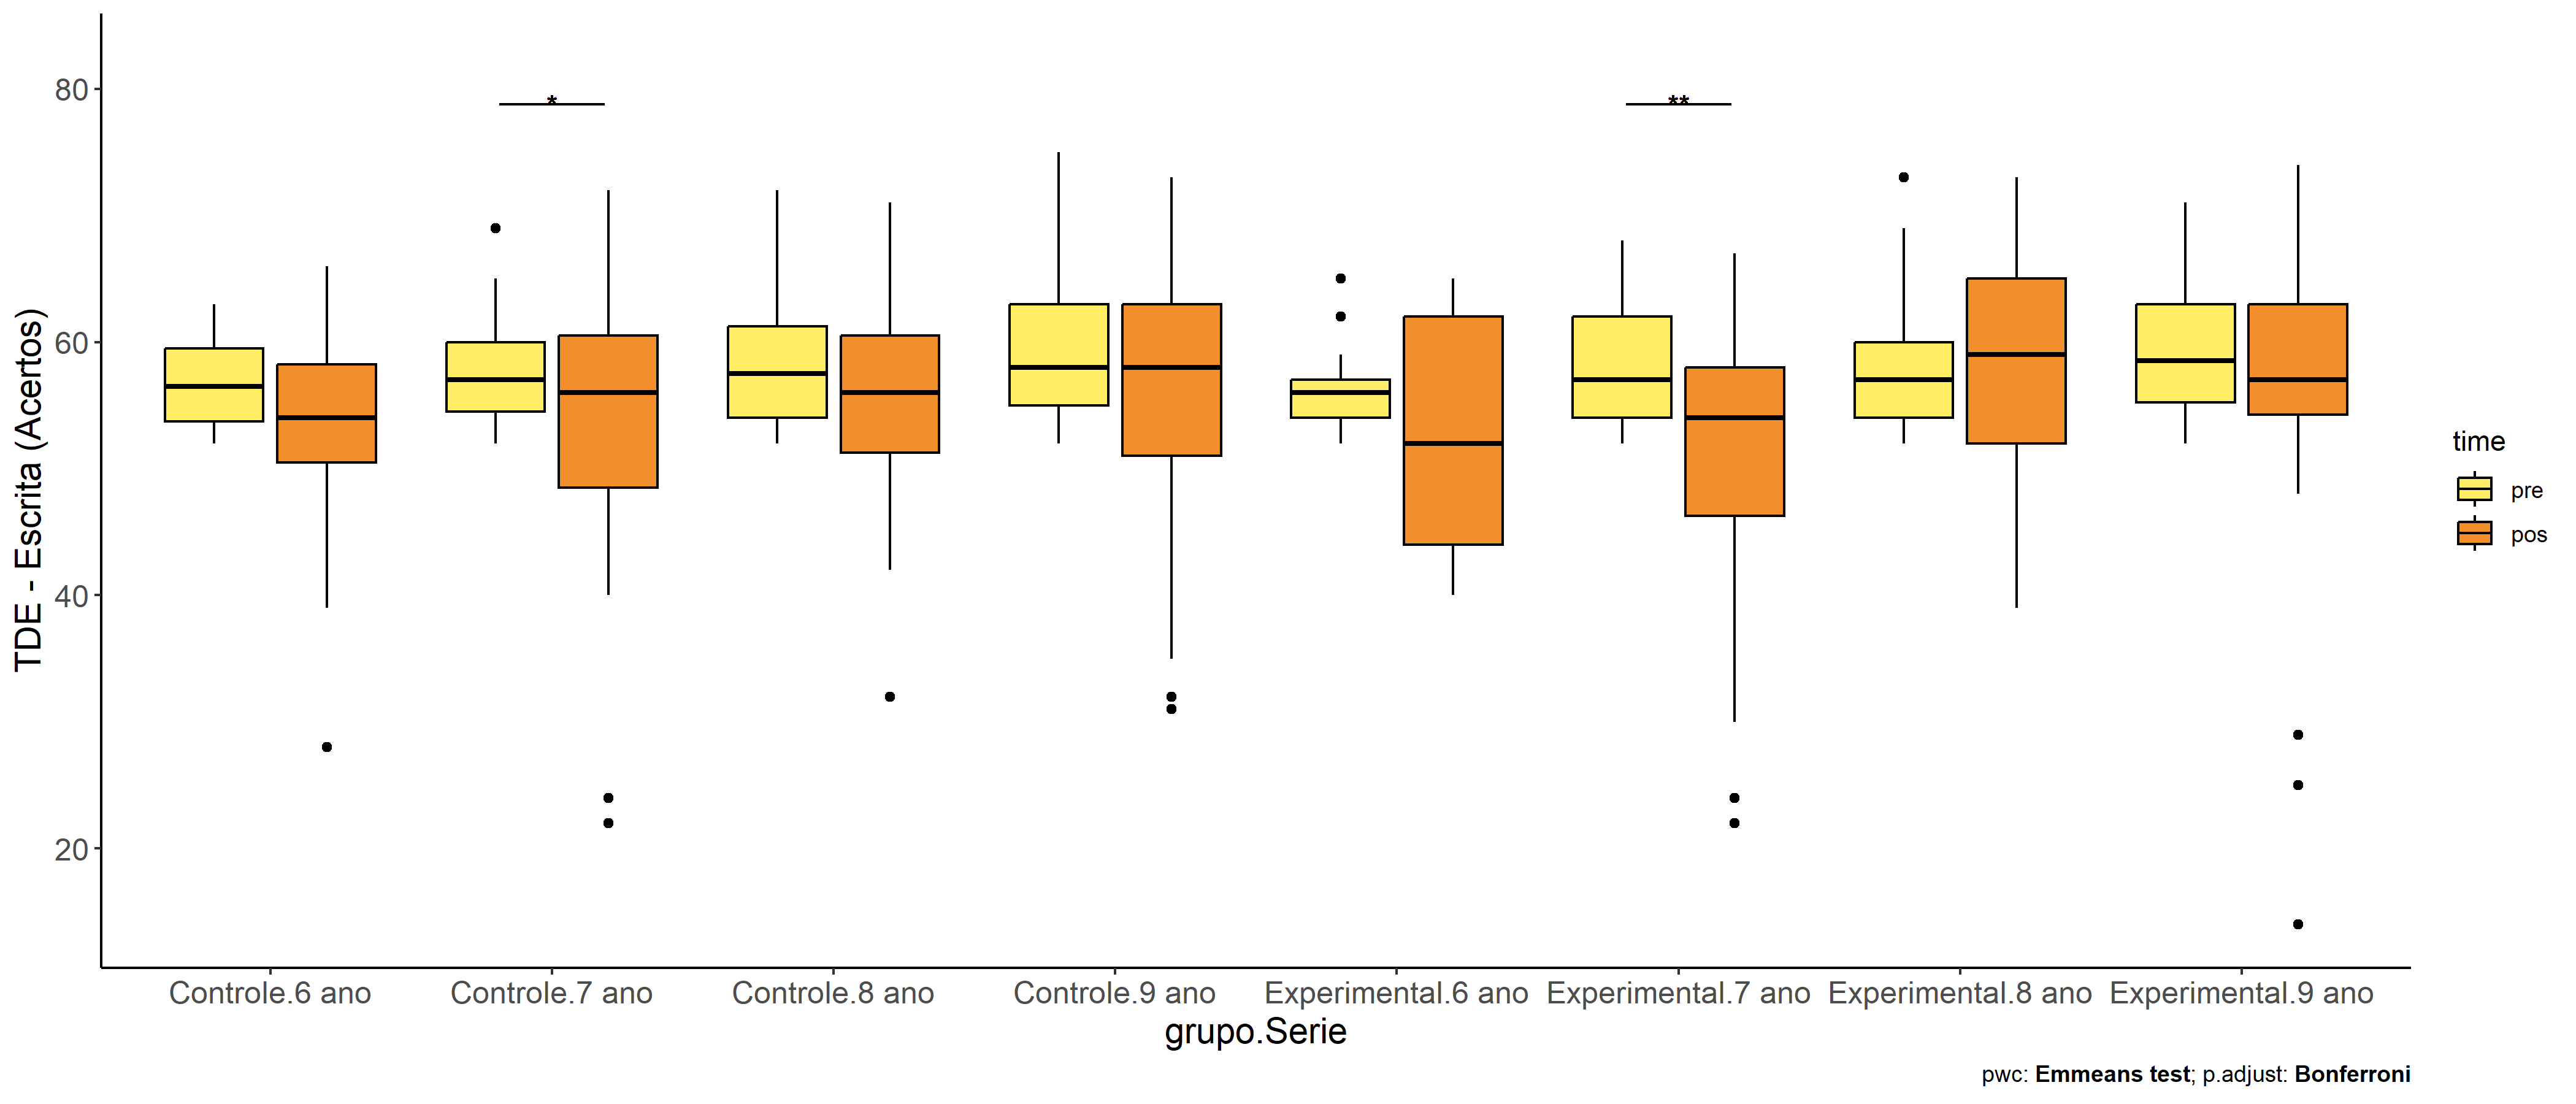 TDE - Escrita (Acertos)
80
60
40
20
*
**
Controle.6 ano
Controle.7 ano
Controle.8 ano
Controle.9 ano
Experimental.6 ano
Experimental.7 ano
Experimental.8 ano
Experimental.9 ano
grupo.Serie
time
pre
pos
pwc: Emmeans test; p.adjust: Bonferroni